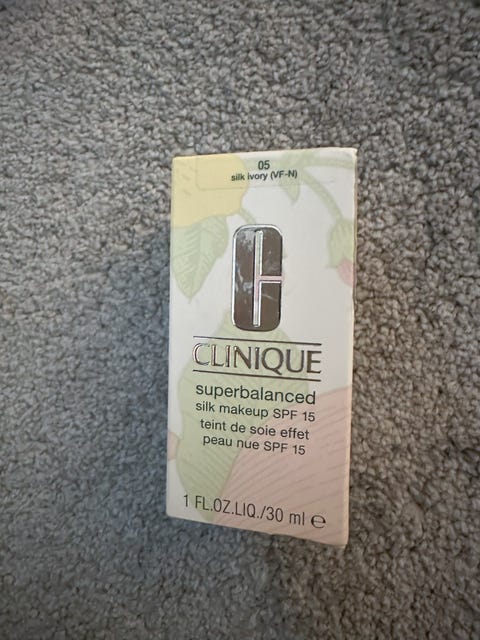 05
silk ivory (VF-N)
CLINIQUE
superbalanced
silk makeup SPF 15
teint de soie effet
peau nue SPF 15
1 FL.OZ.LIQ./30 ml ℮